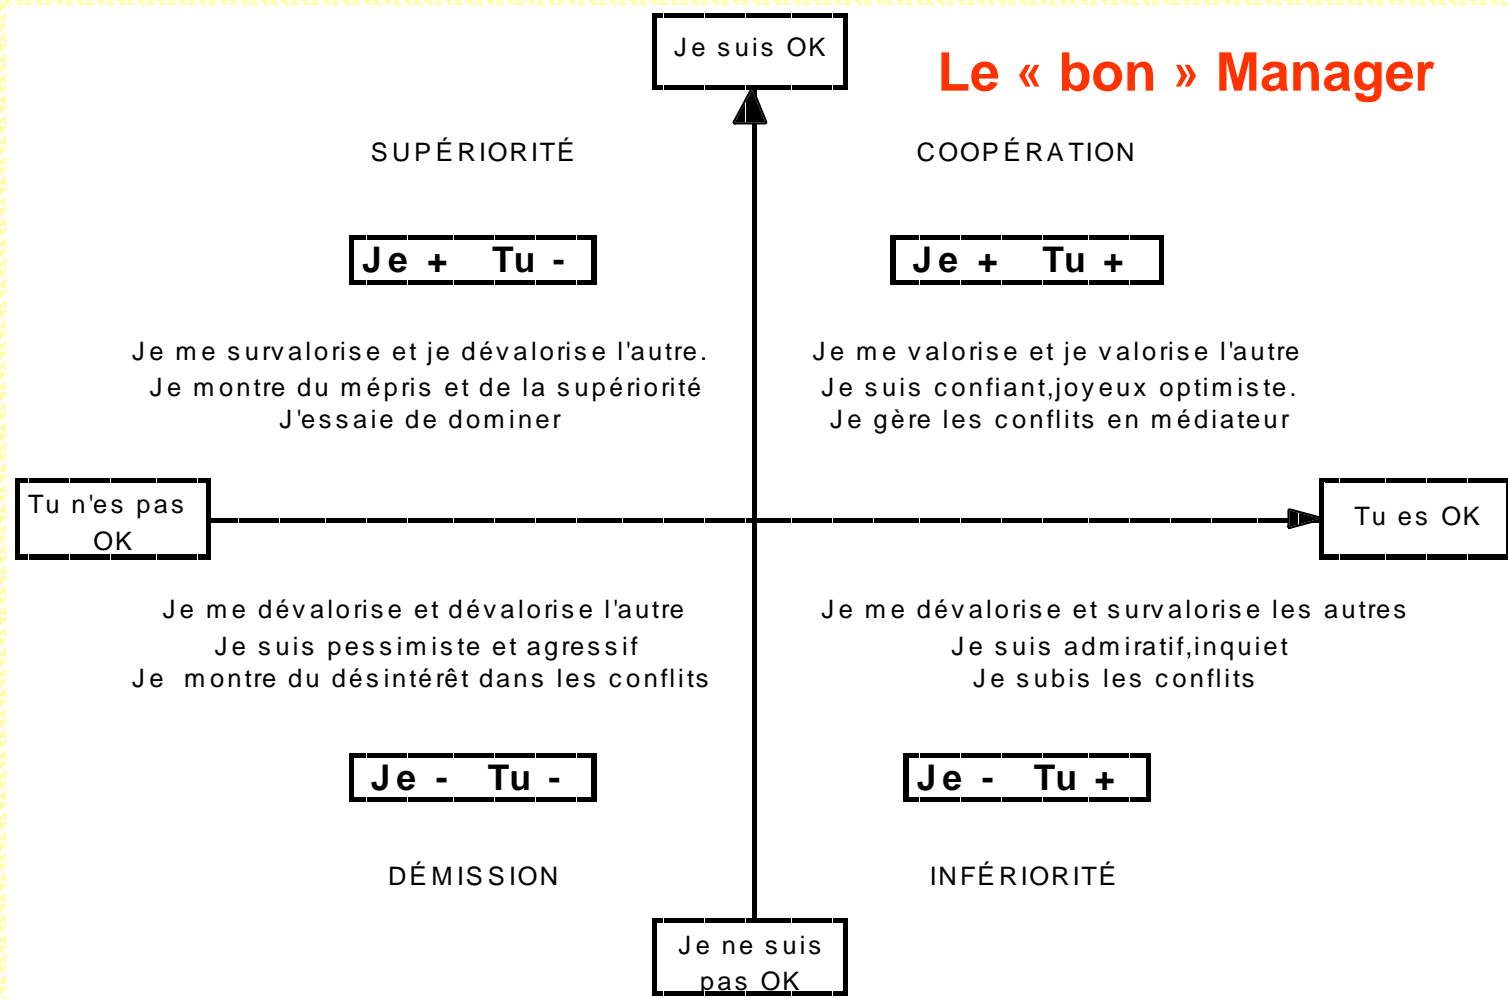 Je suis OK
Le « bon » Manager
SUPÉRIORITÉ
COOPÉRATION
Je + Tu -
Je + Tu +
Je me survalorise et je dévalorise l'autre.
Je montre du mépris et de la supériorité
J'essaie de dominer
Je me valorise et je valorise l'autre
Je suis confiant,joyeux optimiste.
Je gère les conflits en médiateur
Tu n'es pas
OK
Tu es OK
Je me dévalorise et dévalorise l'autre
Je suis pessimiste et agressif
Je montre du désintérêt dans les conflits
Je me dévalorise et survalorise les autres
Je suis admiratif,inquiet
Je subis les conflits
Je - Tu -
Je - Tu +
DÉMISSION
INFÉRIORITÉ
Je ne suis
pas OK